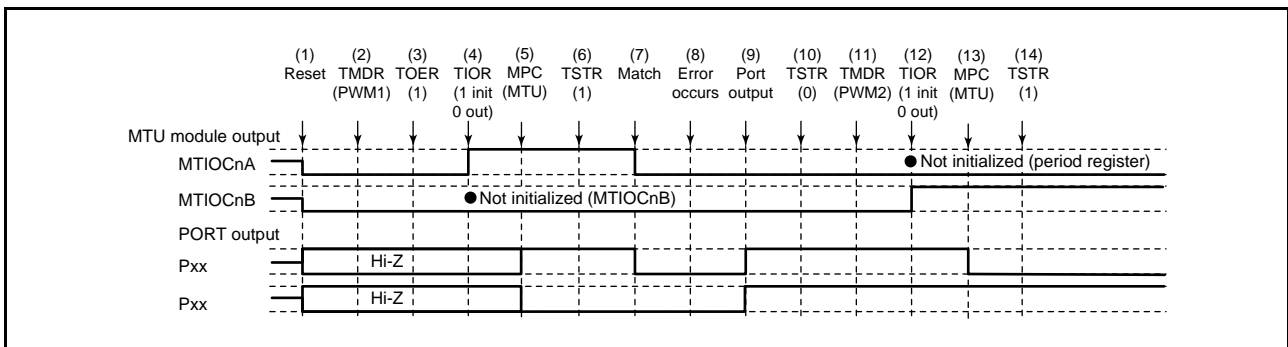 (1) (2) (3) (4) (5) (6) (7) (8) (9) (10) (11) (12) (13) (14)
Reset TMDR TOER TIOR MPC TSTR Match Error Port TSTR TMDR TIOR MPC TSTR
(PWM1) (1) (1 init (MTU) (1) occurs output (0) (PWM2) (1 init (MTU) (1)
0 out) 0 out)
MTU module output
MTIOCnA ● Not initialized (period register)
MTIOCnB ● Not initialized (MTIOCnB)
PORT output
Pxx Hi-Z
Pxx Hi-Z